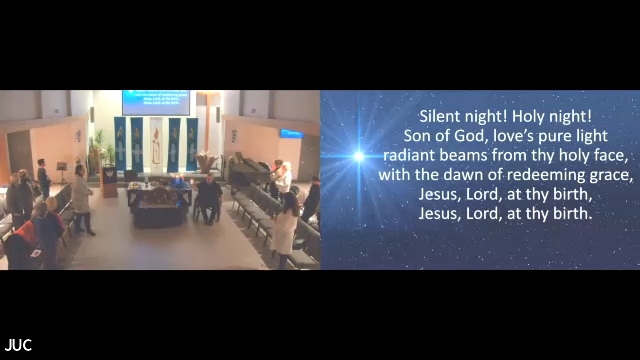 Silent night! Holy night!
Son of God, love's pure light
radiant beams from thy holy face,
with the dawn of redeeming grace,
Jesus, Lord, at thy birth,
Jesus, Lord, at thy birth.
JUC